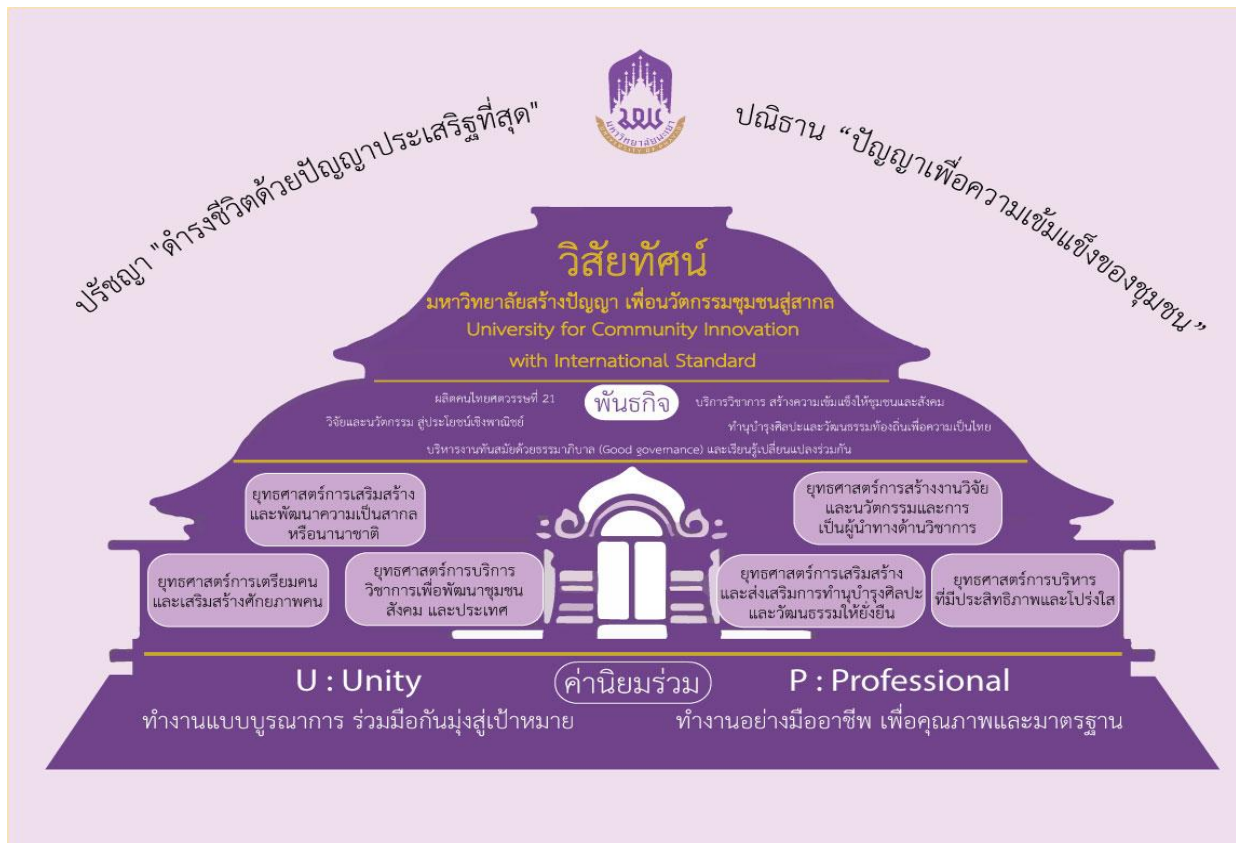 มหาวิทยาลัยพะเยา
UNIVERSITY OF PHAYAO
ปรัชญา "ดำรงชีวิตด้วยปัญญาประเสริฐที่สุด"
ปณิธาน “ปัญญาเพื่อความเข้มแข็งของชุมชน”
วิสัยทัศน์
มหาวิทยาลัยสร้างปัญญา เพื่อนวัตกรรมชุมชนสู่สากล
University for Community Innovation
with International Standard
พันธกิจ
ผลิตคนไทยศตวรรษที่ 21
บริการวิชาการ สร้างความเข้มแข็งให้ชุมชนและสังคม
วิจัยและนวัตกรรม สู่ประโยชน์เชิงพาณิชย์
ทำนุบำรุงศิลปะและวัฒนธรรมท้องถิ่นเพื่อความเป็นไทย
บริหารงานทันสมัยด้วยธรรมาภิบาล (Good governance) และเรียนรู้เปลี่ยนแปลงร่วมกัน
ยุทธศาสตร์การเสริมสร้าง
และพัฒนาความเป็นสากล
หรือนานาชาติ
ยุทธศาสตร์การสร้างงานวิจัย
และนวัตกรรมและการ
เป็นผู้นำทางด้านวิชาการ
ยุทธศาสตร์การเตรียมคน
และเสริมสร้างศักยภาพคน
ยุทธศาสตร์การบริการ
วิชาการเพื่อพัฒนาชุมชน
สังคม และประเทศ
ยุทธศาสตร์การเสริมสร้าง
และส่งเสริมการทำนุบำรุงศิลปะ
และวัฒนธรรมให้ยั่งยืน
ยุทธศาสตร์การบริหาร
ที่มีประสิทธิภาพและโปร่งใส
ค่านิยมร่วม
U : Unity
ทำงานแบบบูรณาการ ร่วมมือกันมุ่งสู่เป้าหมาย
P : Professional
ทำงานอย่างมืออาชีพ เพื่อคุณภาพและมาตรฐาน